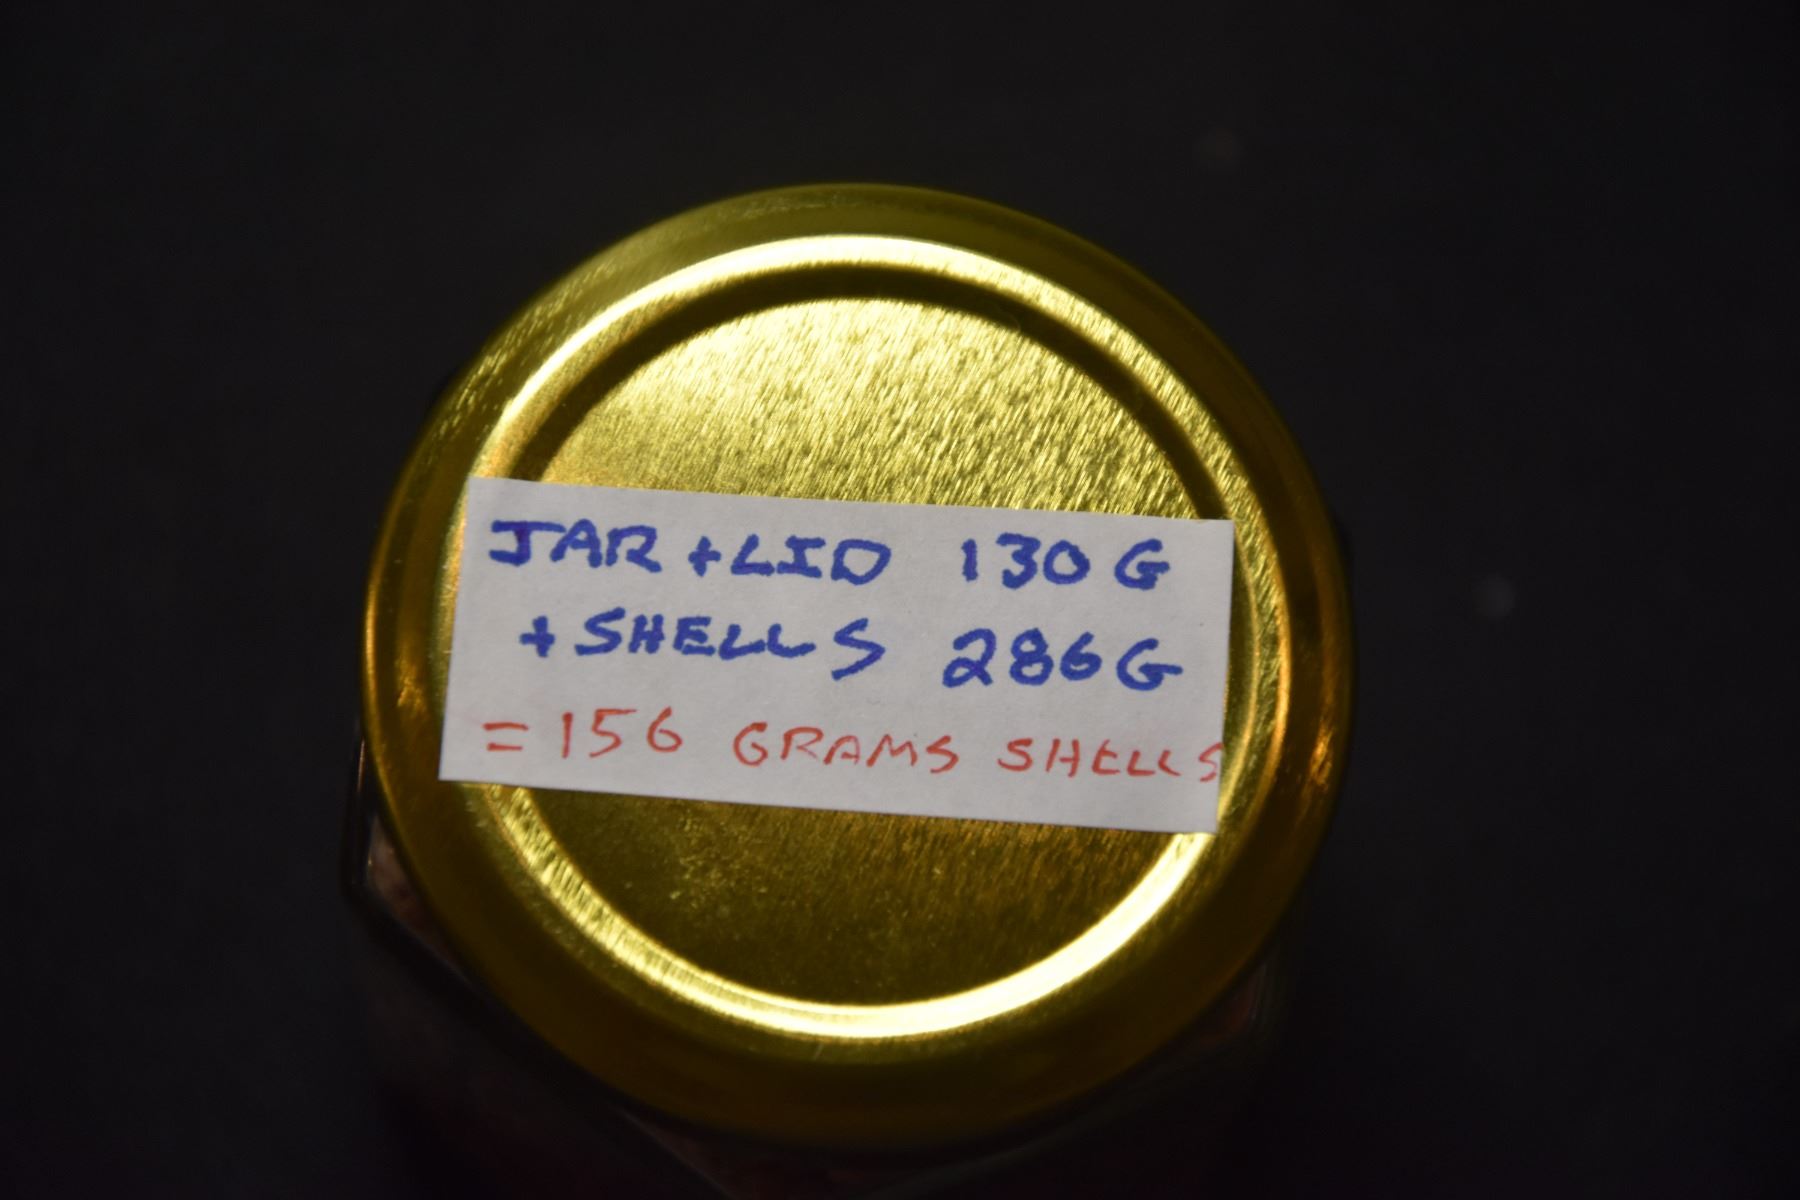 JAR + LID 130 G
+ SHELLS 286 G
= 156 GRAMS SHELLS